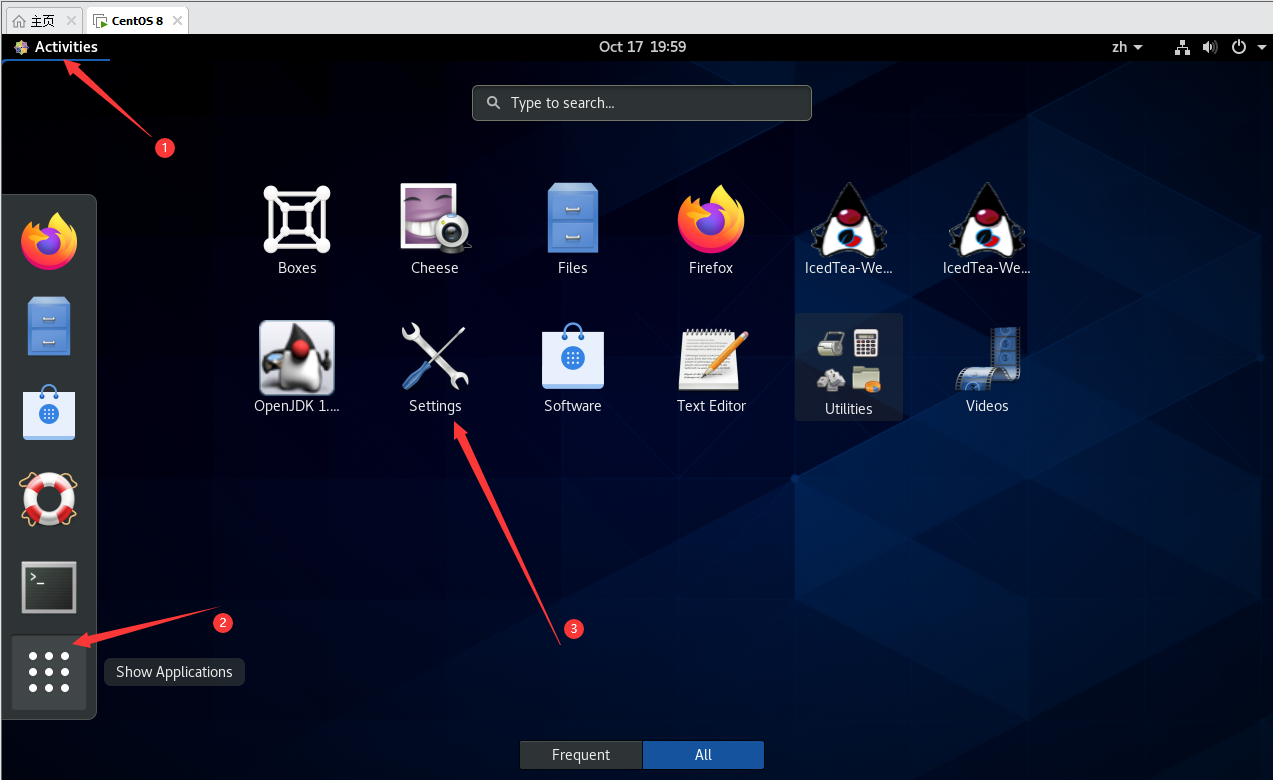 主页
CentOS 8
Activities
Oct 17 19:59
zh
Type to search...
1
Boxes
Cheese
Files
Firefox
IcedTea-We...
IcedTea-We...
OpenJDK 1....
Settings
Software
Text Editor
Utilities
Videos
>_
2
3
Show Applications
Frequent
All